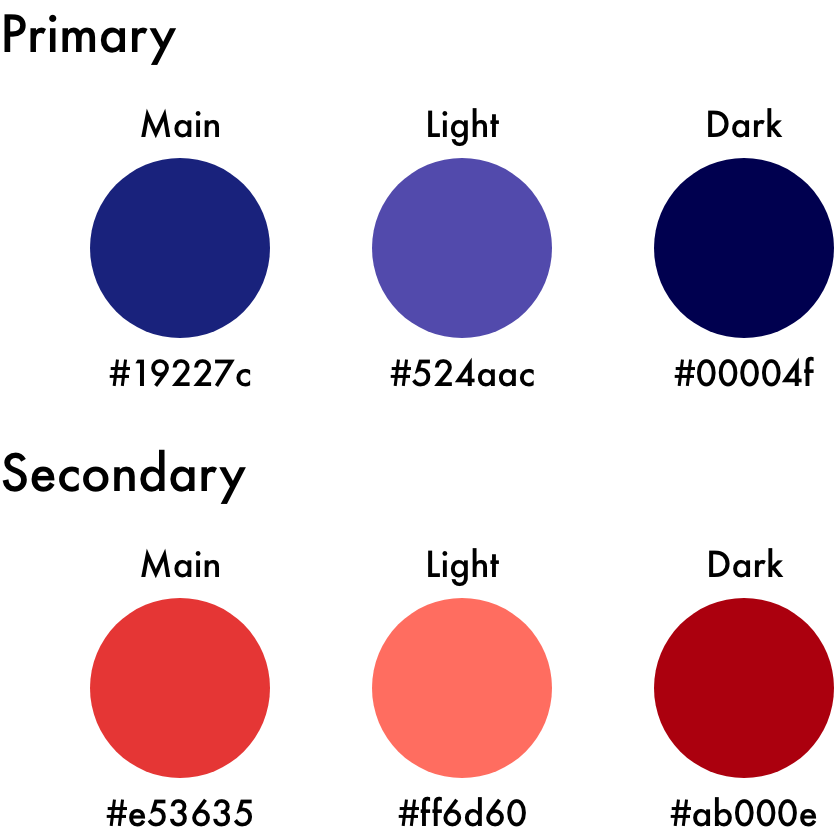 Primary
Main Light Dark
#19227c #524aac #00004f
Secondary
Main Light Dark
#e53635 #ff6d60 #ab000e